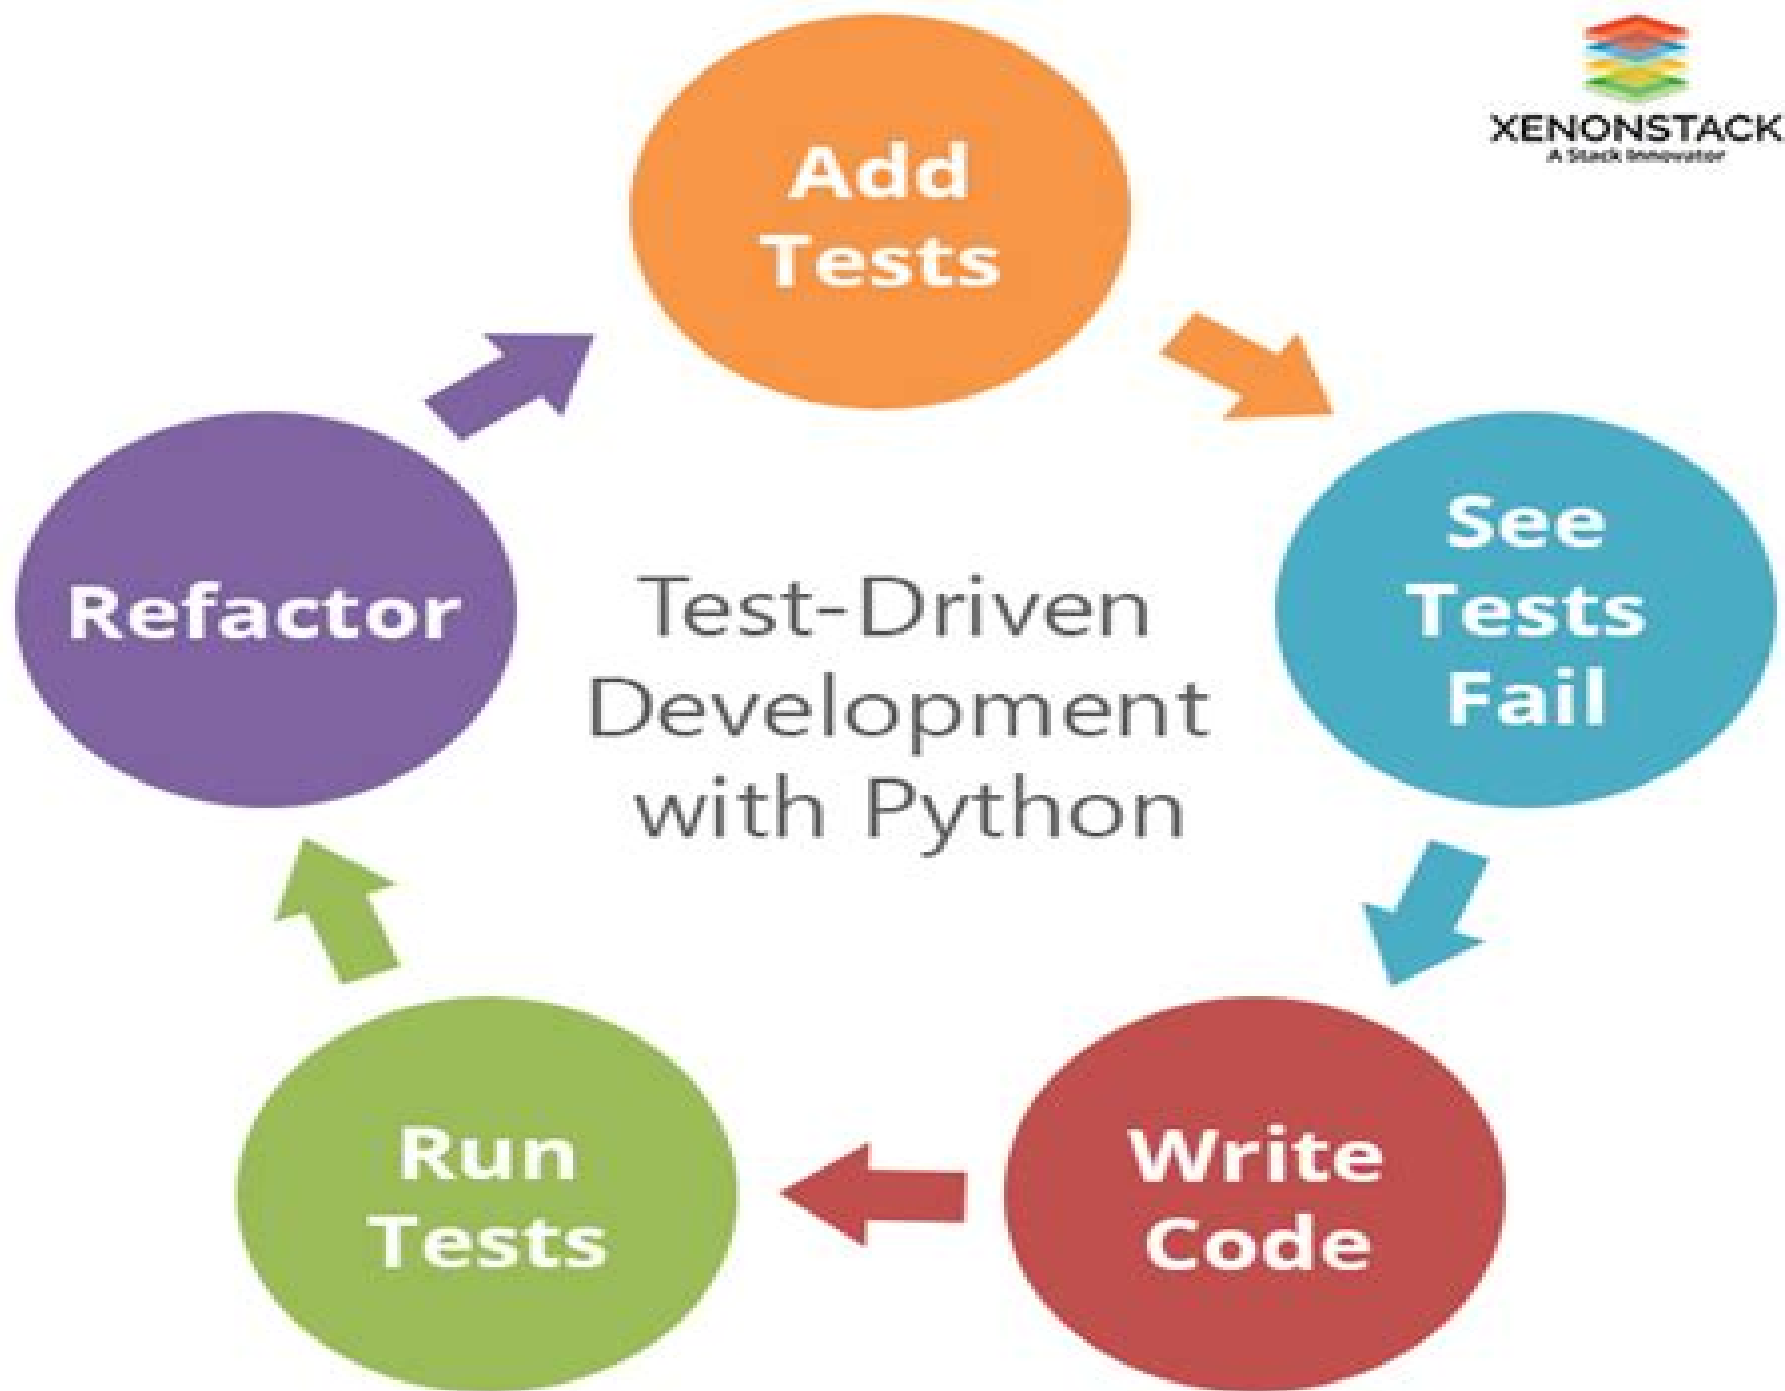 XENONSTACK
A Stack Innovator
Add
Tests
See
Tests
Fail
Write
Code
Run
Tests
Refactor
Test-Driven
Development
with Python